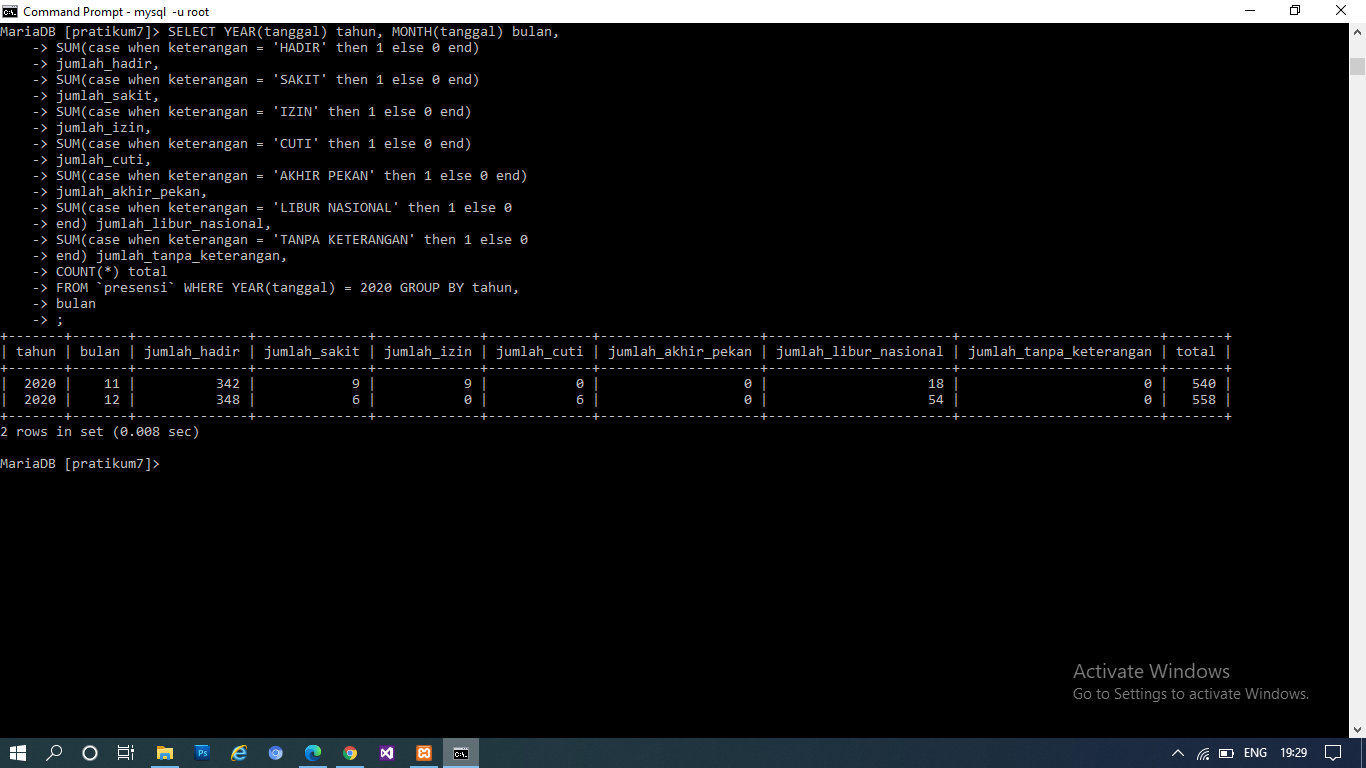 Command Prompt - mysql  -u root
MariaDB [pratikum7]> SELECT YEAR(tanggal) tahun, MONTH(tanggal) bulan,
    -> SUM(case when keterangan = 'HADIR' then 1 else 0 end)
    -> jumlah_hadir,
    -> SUM(case when keterangan = 'SAKIT' then 1 else 0 end)
    -> jumlah_sakit,
    -> SUM(case when keterangan = 'IZIN' then 1 else 0 end)
    -> jumlah_izin,
    -> SUM(case when keterangan = 'CUTI' then 1 else 0 end)
    -> jumlah_cuti,
    -> SUM(case when keterangan = 'AKHIR PEKAN' then 1 else 0 end)
    -> jumlah_akhir_pekan,
    -> SUM(case when keterangan = 'LIBUR NASIONAL' then 1 else 0
    -> end) jumlah_libur_nasional,
    -> SUM(case when keterangan = 'TANPA KETERANGAN' then 1 else 0
    -> end) jumlah_tanpa_keterangan,
    -> COUNT(*) total
    -> FROM `presensi` WHERE YEAR(tanggal) = 2020 GROUP BY tahun,
    -> bulan
    -> ;
| tahun | bulan | jumlah_hadir | jumlah_sakit | jumlah_izin | jumlah_cuti | jumlah_akhir_pekan | jumlah_libur_nasional | jumlah_tanpa_keterangan | total |
|  2020 |    11 |          342 |            9 |           9 |           0 |                  0 |                    18 |                       0 |   540 |
|  2020 |    12 |          348 |            6 |           0 |           6 |                  0 |                    54 |                       0 |   558 |
2 rows in set (0.008 sec)
MariaDB [pratikum7]>
Activate Windows
Go to Settings to activate Windows.
Ps
ENG
19:29